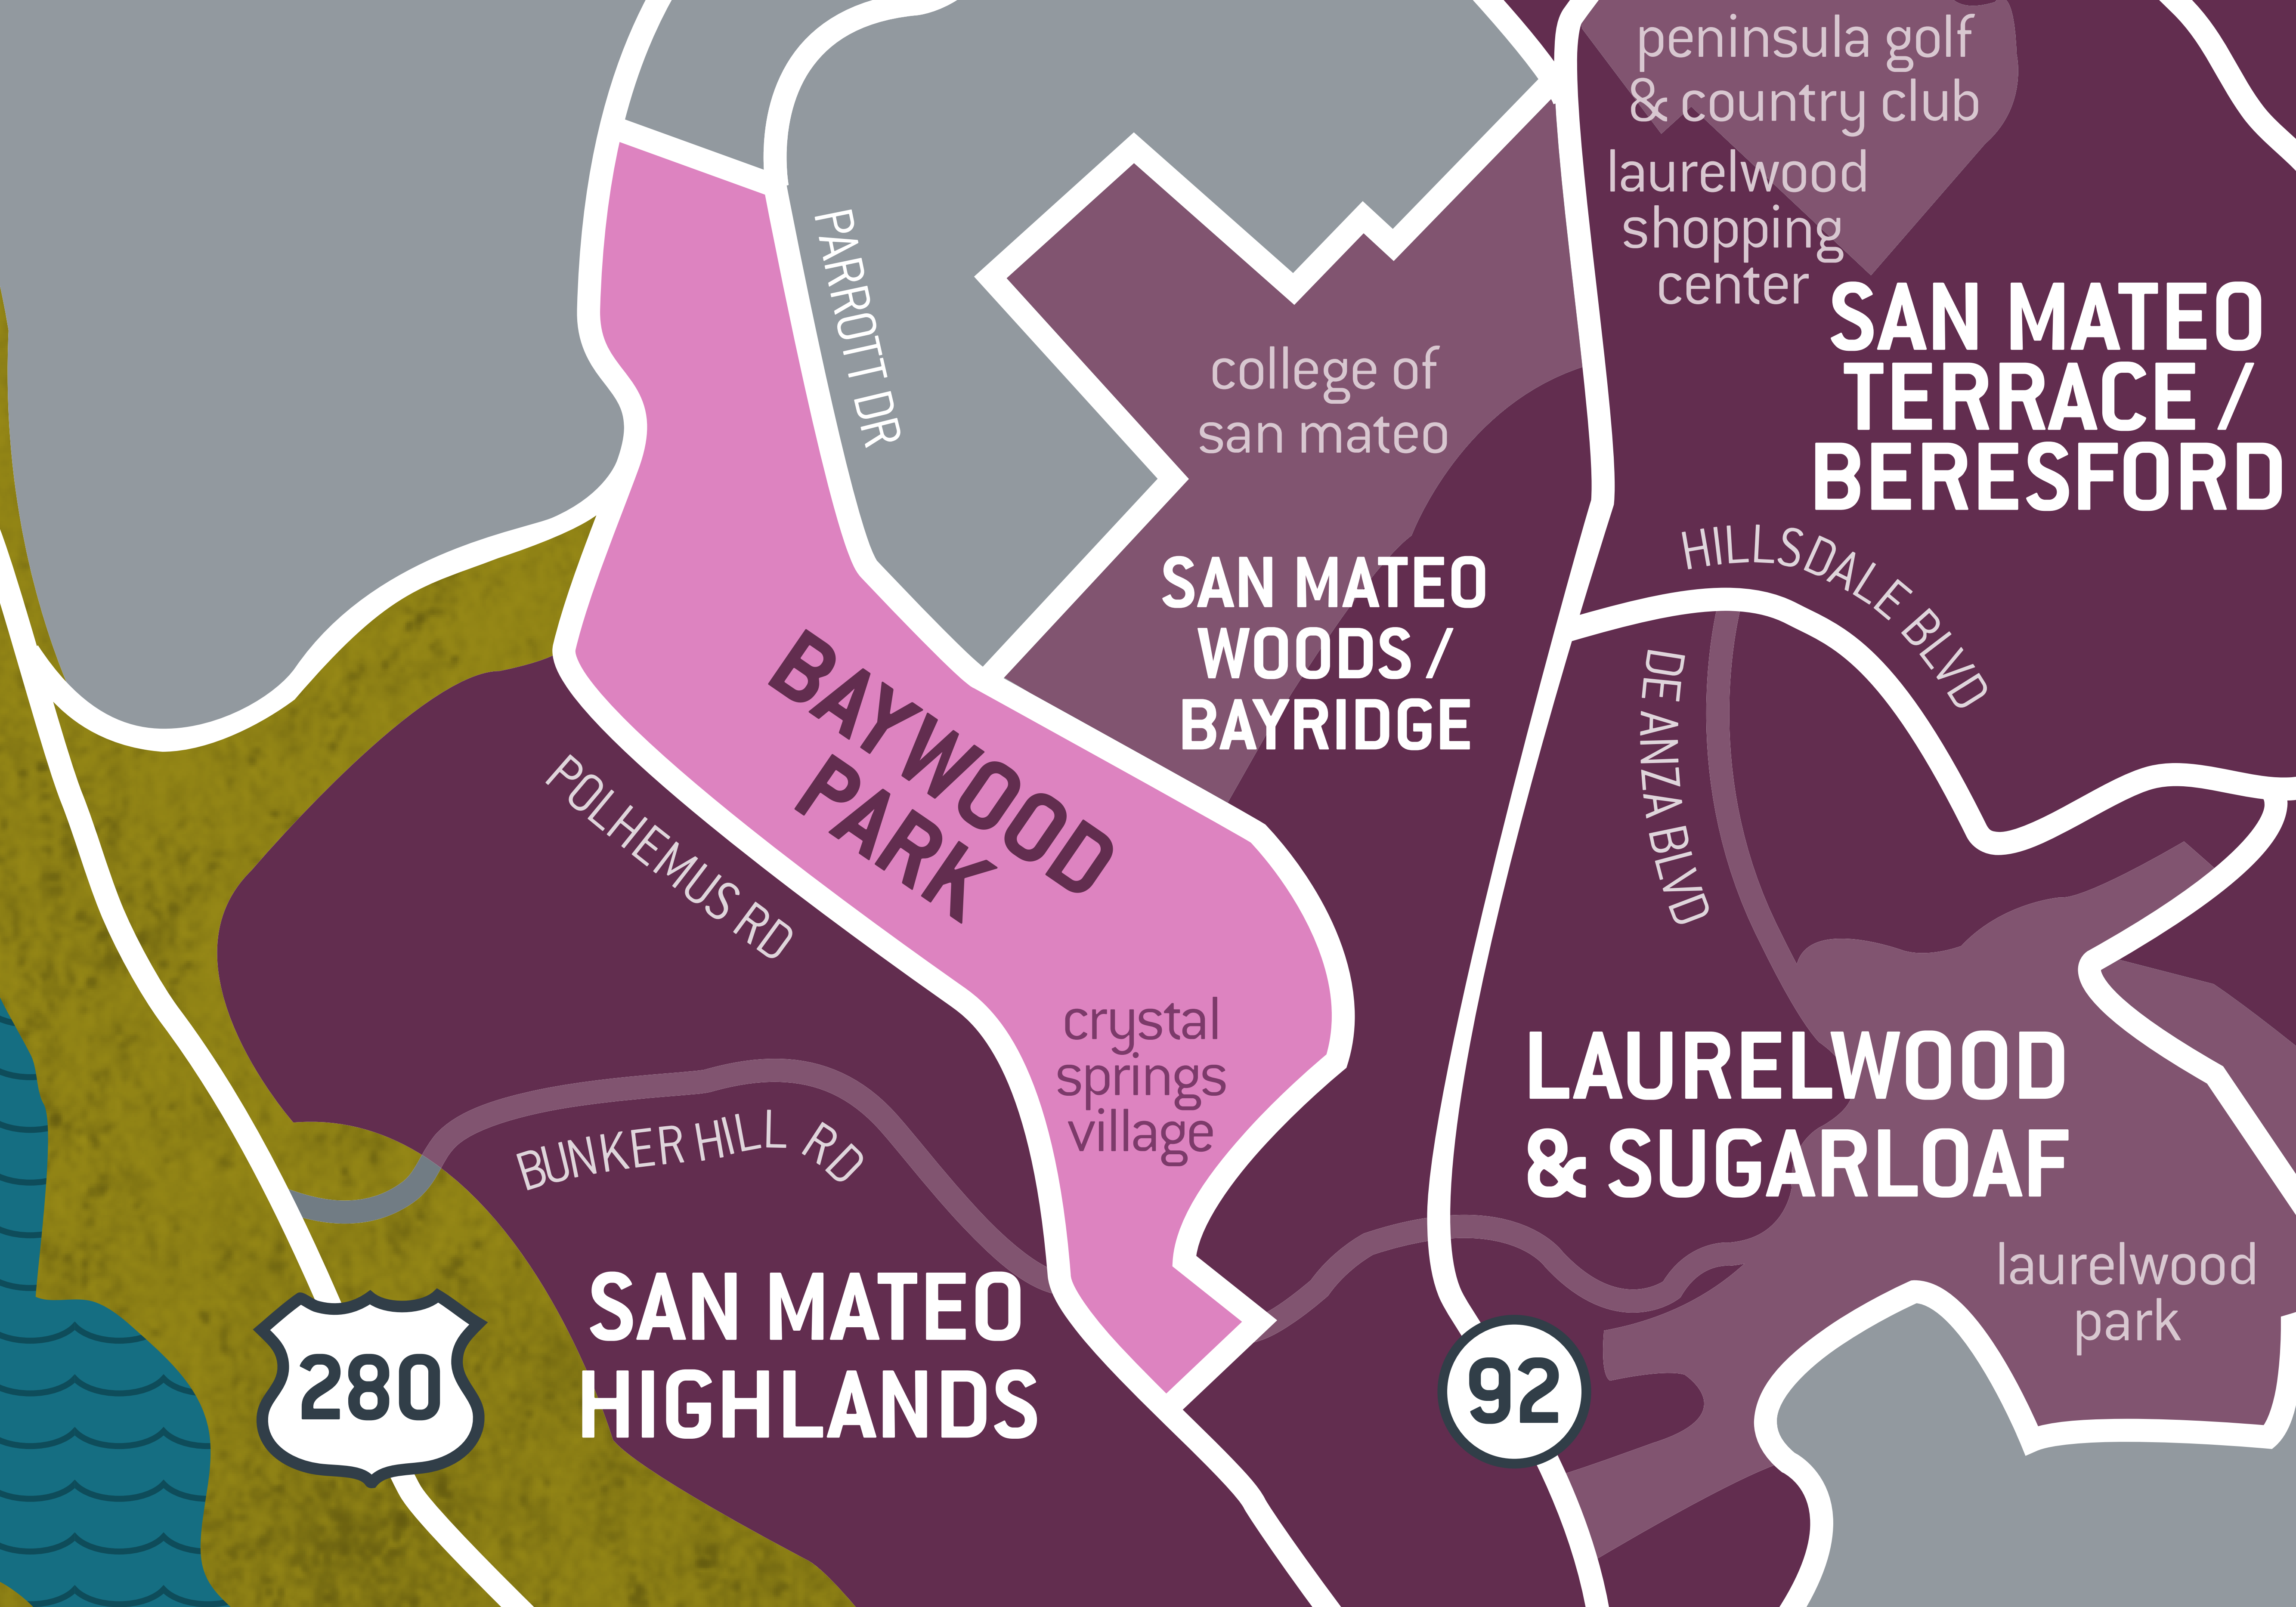 peninsula golf
& country club
laurelwood
shopping
center
SAN MATEO
TERRACE /
BERESFORD
PARROTT DR
college of
san mateo
HILLSDALE BLVD
SAN MATEO
WOODS /
BAYRIDGE
DE ANZA BLVD
BAYWOOD
PARK
POLHEMUS RD
crystal
springs
village
LAURELWOOD
& SUGARLOAF
BUNKER HILL RD
laurelwood
park
SAN MATEO
HIGHLANDS
280
92